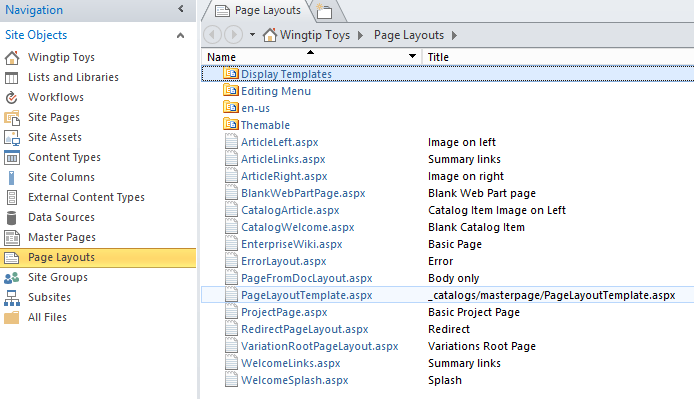 Navigation
Site Objects
Wingtip Toys
Lists and Libraries
Workflows
Site Pages
Site Assets
Content Types
Site Columns
External Content Types
Data Sources
Master Pages
Page Layouts
Site Groups
Subsites
All Files
Page Layouts
Wingtip Toys Page Layouts
Name Title
Display Templates
Editing Menu
en-us
Themable
ArticleLeft.aspx Image on left
ArticleLinks.aspx Summary links
ArticleRight.aspx Image on right
BlankWebPartPage.aspx Blank Web Part page
CatalogArticle.aspx Catalog Item Image on Left
CatalogWelcome.aspx Blank Catalog Item
EnterpriseWiki.aspx Basic Page
ErrorLayout.aspx Error
PageFromDocLayout.aspx Body only
PageLayoutTemplate.aspx _catalogs/masterpage/PageLayoutTemplate.aspx
ProjectPage.aspx Basic Project Page
RedirectPageLayout.aspx Redirect
VariationRootPageLayout.aspx Variations Root Page
WelcomeLinks.aspx Summary links
WelcomeSplash.aspx Splash